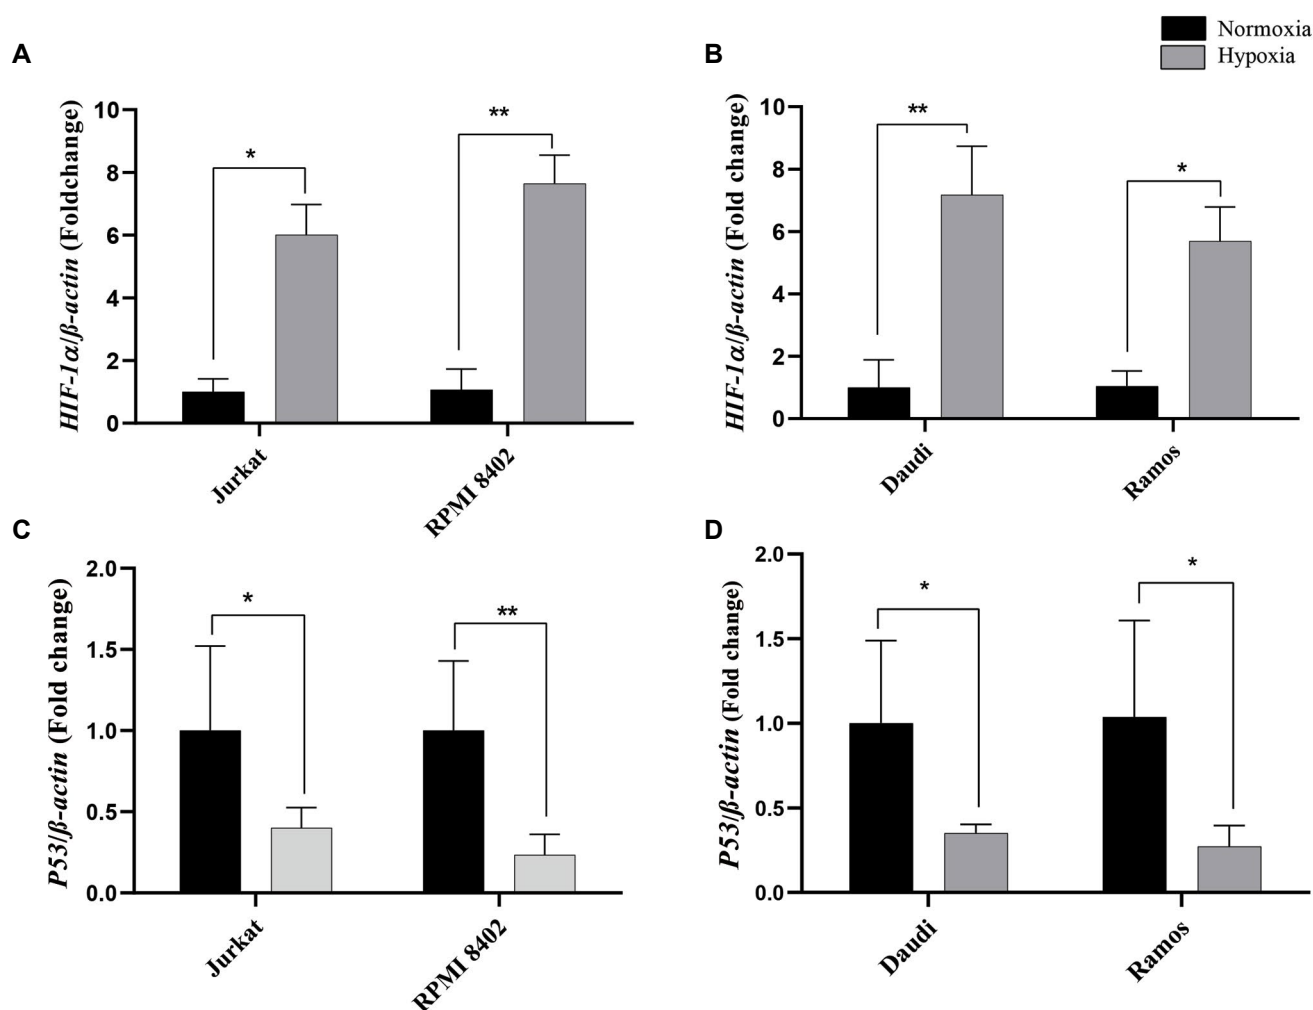 Normoxia
Hypoxia
A
HIF-1α/β-actin (Foldchange)
10
8
6
4
2
0
*
**
Jurkat
RPMI 8402
B
HIF-1α/β-actin (Fold change)
10
8
6
4
2
0
**
*
Daudi
Ramos
C
P53/β-actin (Fold change)
2.0
1.5
1.0
0.5
0.0
*
**
Jurkat
RPMI 8402
D
P53/β-actin (Fold change)
2.0
1.5
1.0
0.5
0.0
*
*
Daudi
Ramos